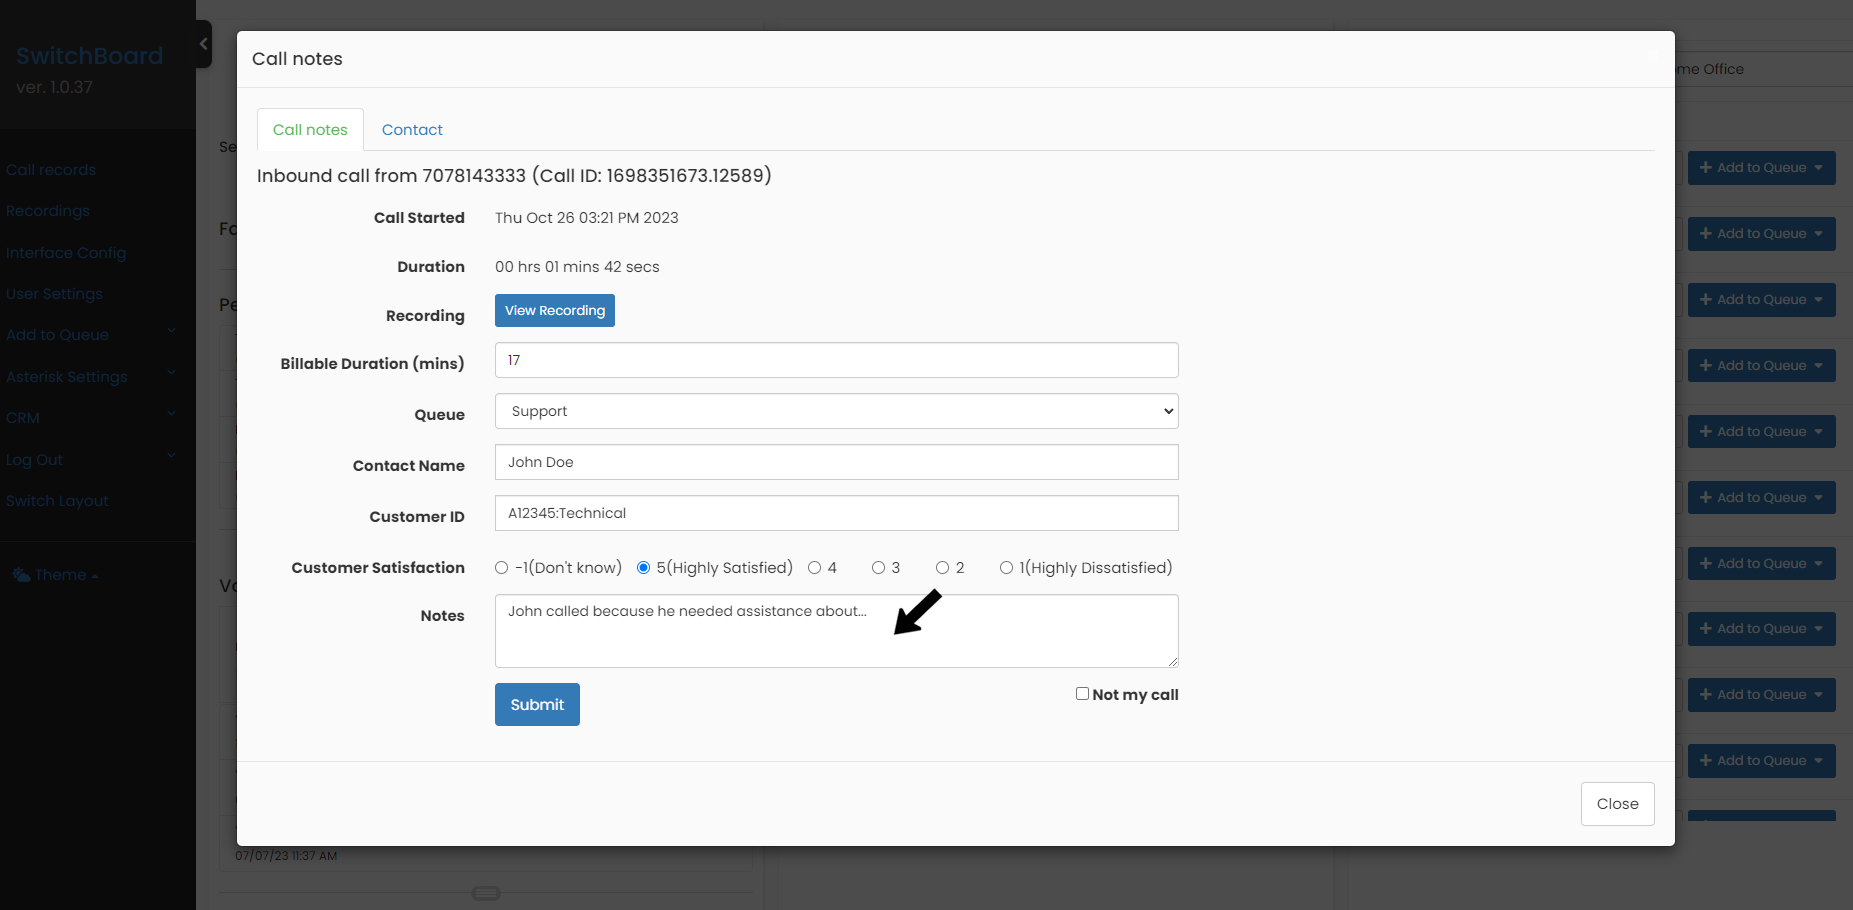 SwitchBoard
ver. 1.0.37
Call records
Recordings
Interface Config
User Settings
Add to Queue
Asterisk Settings
CRM
Log Out
Switch Layout
Theme
Call notes
Call notes
Contact
Inbound call from 7078143333 (Call ID: 1698351673.12589)
Call Started Thu Oct 26 03:21 PM 2023
Duration 00 hrs 01 mins 42 secs
Recording View Recording
Billable Duration (mins) 17
Queue Support
Contact Name John Doe
Customer ID A12345:Technical
Customer Satisfaction -1(Don't know) 5(Highly Satisfied) 4 3 2 1(Highly Dissatisfied)
Notes John called because he needed assistance about...
Submit
Not my call
Close
Office
Add to Queue
Add to Queue
Add to Queue
Add to Queue
Add to Queue
Add to Queue
Add to Queue
Add to Queue
Add to Queue
Add to Queue
07/07/23 11:37 AM